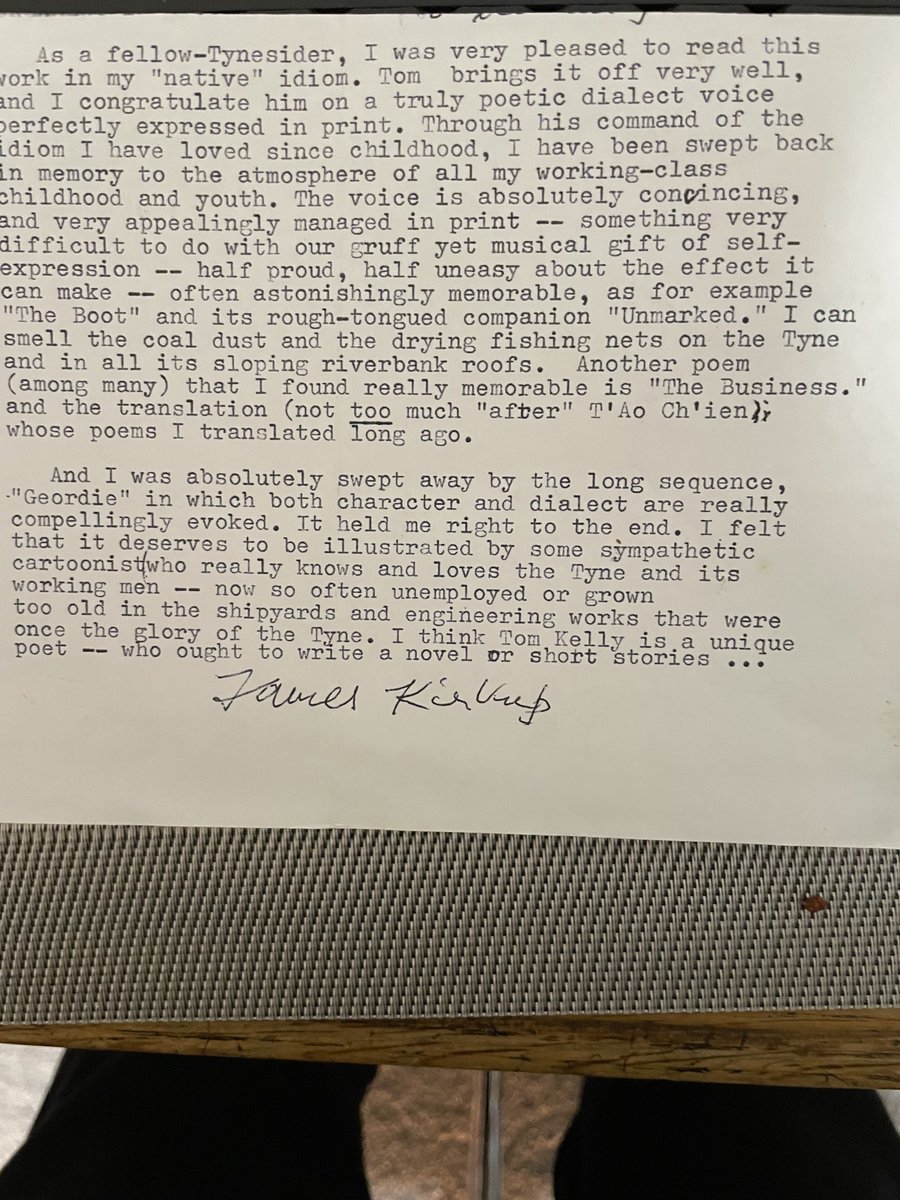 As a fellow-Tynesider, I was very pleased to read this
work in my "native" idiom. Tom brings it off very well,
and I congratulate him on a truly poetic dialect voice
perfectly expressed in print. Through his command of the
idiom I have loved since childhood, I have been swept back
in memory to the atmosphere of all my working-class
childhood and youth. The voice is absolutely convincing,
and very appealingly managed in print -- something very
difficult to do with our gruff yet musical gift of self-
expression -- half proud, half uneasy about the effect it
can make -- often astonishingly memorable, as for example
"The Boot" and its rough-tongued companion "Unmarked." I can
smell the coal dust and the drying fishing nets on the Tyne
and in all its sloping riverbank roofs. Another poem
(among many) that I found really memorable is "The Business."
and the translation (not too much "after" T'Ao Ch'ien),
whose poems I translated long ago.
And I was absolutely swept away by the long sequence,
"Geordie" in which both character and dialect are really
compellingly evoked. It held me right to the end. I felt
that it deserves to be illustrated by some sympathetic
cartoonist who really knows and loves the Tyne and its
working men -- now so often unemployed or grown
too old in the shipyards and engineering works that were
once the glory of the Tyne. I think Tom Kelly is a unique
poet -- who ought to write a novel or short stories ...
James Kirkup